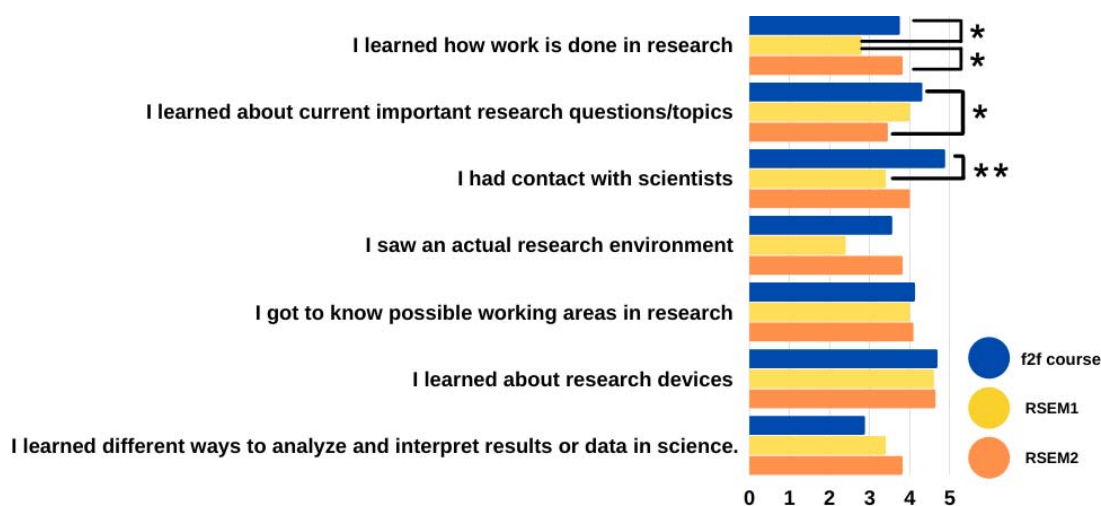 I learned how work is done in research
*
*
I learned about current important research questions/topics
*
I had contact with scientists
**
I saw an actual research environment
I got to know possible working areas in research
f2f course
I learned about research devices
RSEM1
I learned different ways to analyze and interpret results or data in science.
RSEM2
0 1 2 3 4 5